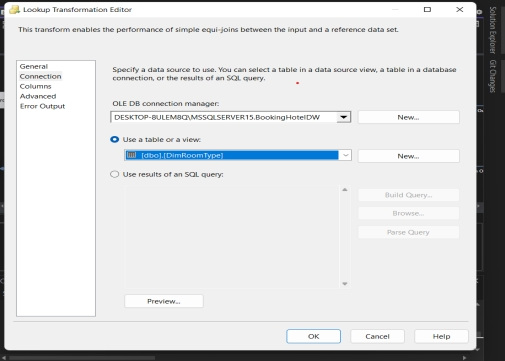 Lookup Transformation Editor
This transform enables the performance of simple equi-joins between the input and a reference data set.
General
Connection
Columns
Advanced
Error Output
Specify a data source to use. You can select a table in a data source view, a table in a database
connection, or the results of an SQL query.
OLE DB connection manager:
DESKTOP-8ULEM8Q\MSSQLSERVER15.BookingHotelDW
New...
Use a table or a view:
[dbo].[DimRoomType]
New...
Use results of an SQL query:
Build Query...
Browse...
Parse Query
Preview...
OK
Cancel
Help
Solution Explorer
Git Changes